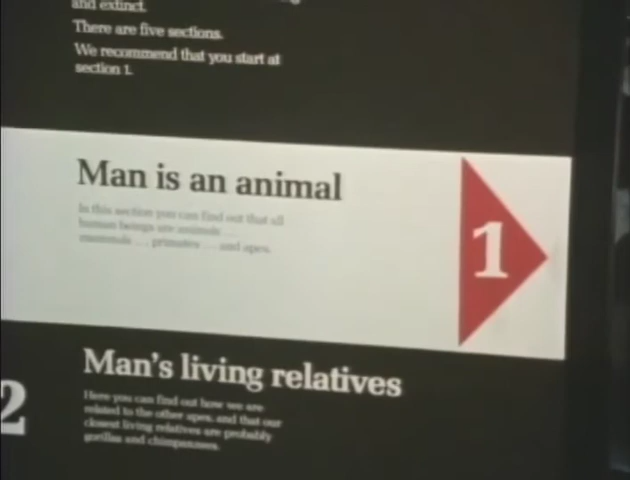 and extinct.
There are five sections.
We recommend that you start at
section 1.
Man is an animal
In this section you can find out that all
human beings are animals ...
mammals ... primates ... and apes.
1
2
Man's living relatives
Here you can find out how we are
related to the other apes, and that our
closest living relatives are probably
gorillas and chimpanzees.